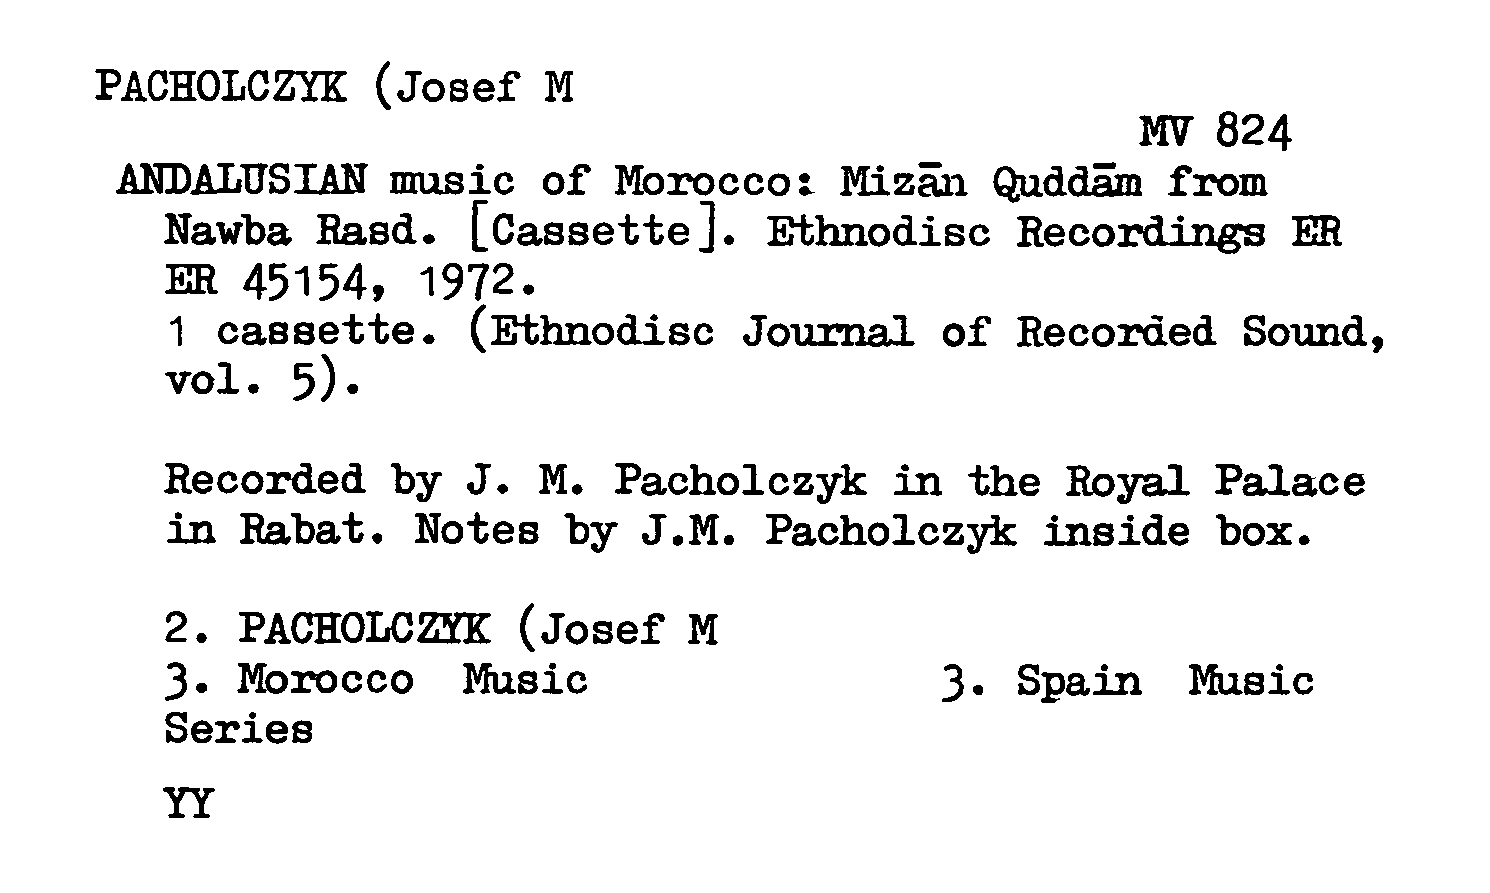 PACHOLCZYK (Josef M
MV 824
ANDALUSIAN music of Morocco: Mizān Quddām from
Nawba Rasd. [Cassette]. Ethnodisc Recordings ER
ER 45154, 1972.
1 cassette. (Ethnodisc Journal of Recorded Sound,
vol. 5).
Recorded by J. M. Pacholczyk in the Royal Palace
in Rabat. Notes by J.M. Pacholczyk inside box.
2. PACHOLCZYK (Josef M
3. Morocco Music 3. Spain Music
Series
YY